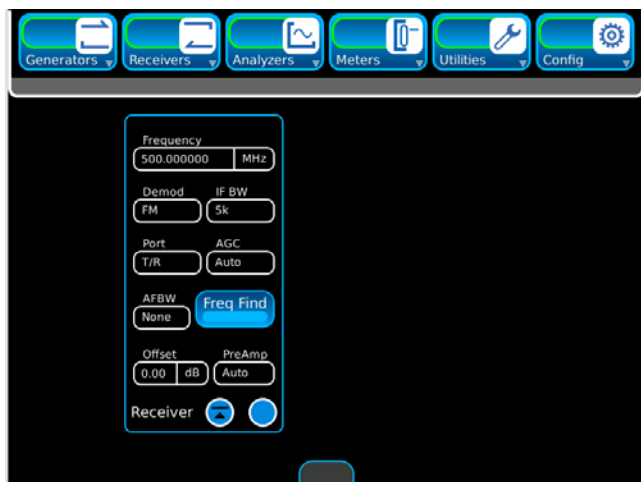 Generators Receivers Analyzers Meters Utilities Config
Frequency
500.000000 MHz
Demod IF BW
FM 5k
Port AGC
T/R Auto
AFBW
None Freq Find
Offset PreAmp
0.00 dB Auto
Receiver